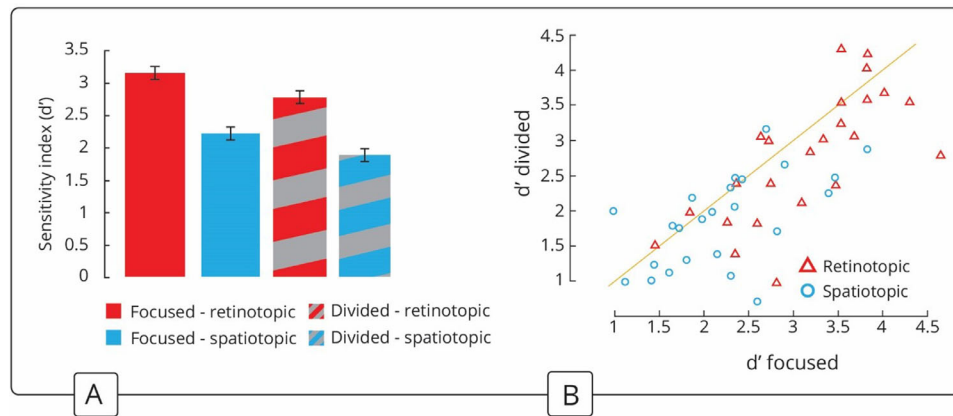 3.5
3
2.5
2
1.5
1
0.5
0
Sensitivity index (d')
Focused - retinotopic
Divided - retinotopic
Focused - spatiotopic
Divided - spatiotopic
A
4.5
4
3.5
3
2.5
2
1.5
1
d' divided
Retinotopic
Spatiotopic
1 1.5 2 2.5 3 3.5 4 4.5
d' focused
B